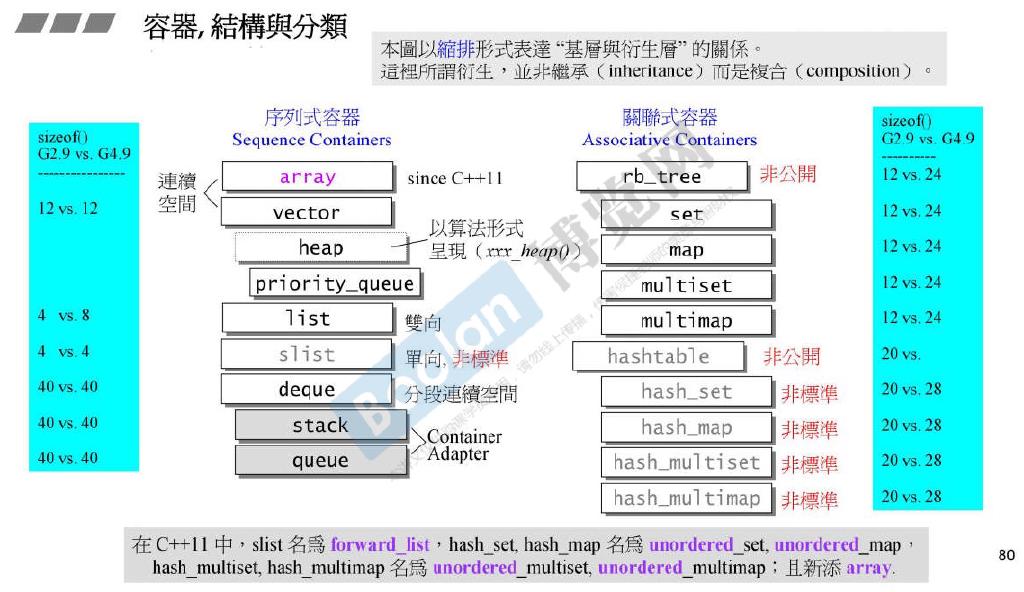 容器, 結構與分類
本圖以縮排形式表達 “基層與衍生層” 的關係。
這裡所謂衍生，並非繼承（inheritance）而是複合（composition）。
序列式容器
Sequence Containers
關聯式容器
Associative Containers
sizeof()
G2.9 vs. G4.9
----------------
12 vs. 12
4 vs. 8
4 vs. 4
40 vs. 40
40 vs. 40
40 vs. 40
連續
空間
array
since C++11
vector
heap
以算法形式
呈現（xxx_heap()）
priority_queue
list
雙向
slist
單向, 非標準
deque
分段連續空間
stack
queue
Container
Adapter
rb_tree
非公開
set
map
multiset
multimap
hashtable
非公開
hash_set
非標準
hash_map
非標準
hash_multiset
非標準
hash_multimap
非標準
sizeof()
G2.9 vs. G4.9
----------
12 vs. 24
12 vs. 24
12 vs. 24
12 vs. 24
12 vs. 24
20 vs.
20 vs. 28
20 vs. 28
20 vs. 28
20 vs. 28
Boolan
博览网
在 C++11 中，slist 名爲 forward_list，hash_set, hash_map 名爲 unordered_set, unordered_map，
hash_multiset, hash_multimap 名爲 unordered_multiset, unordered_multimap；且新添 array.
80